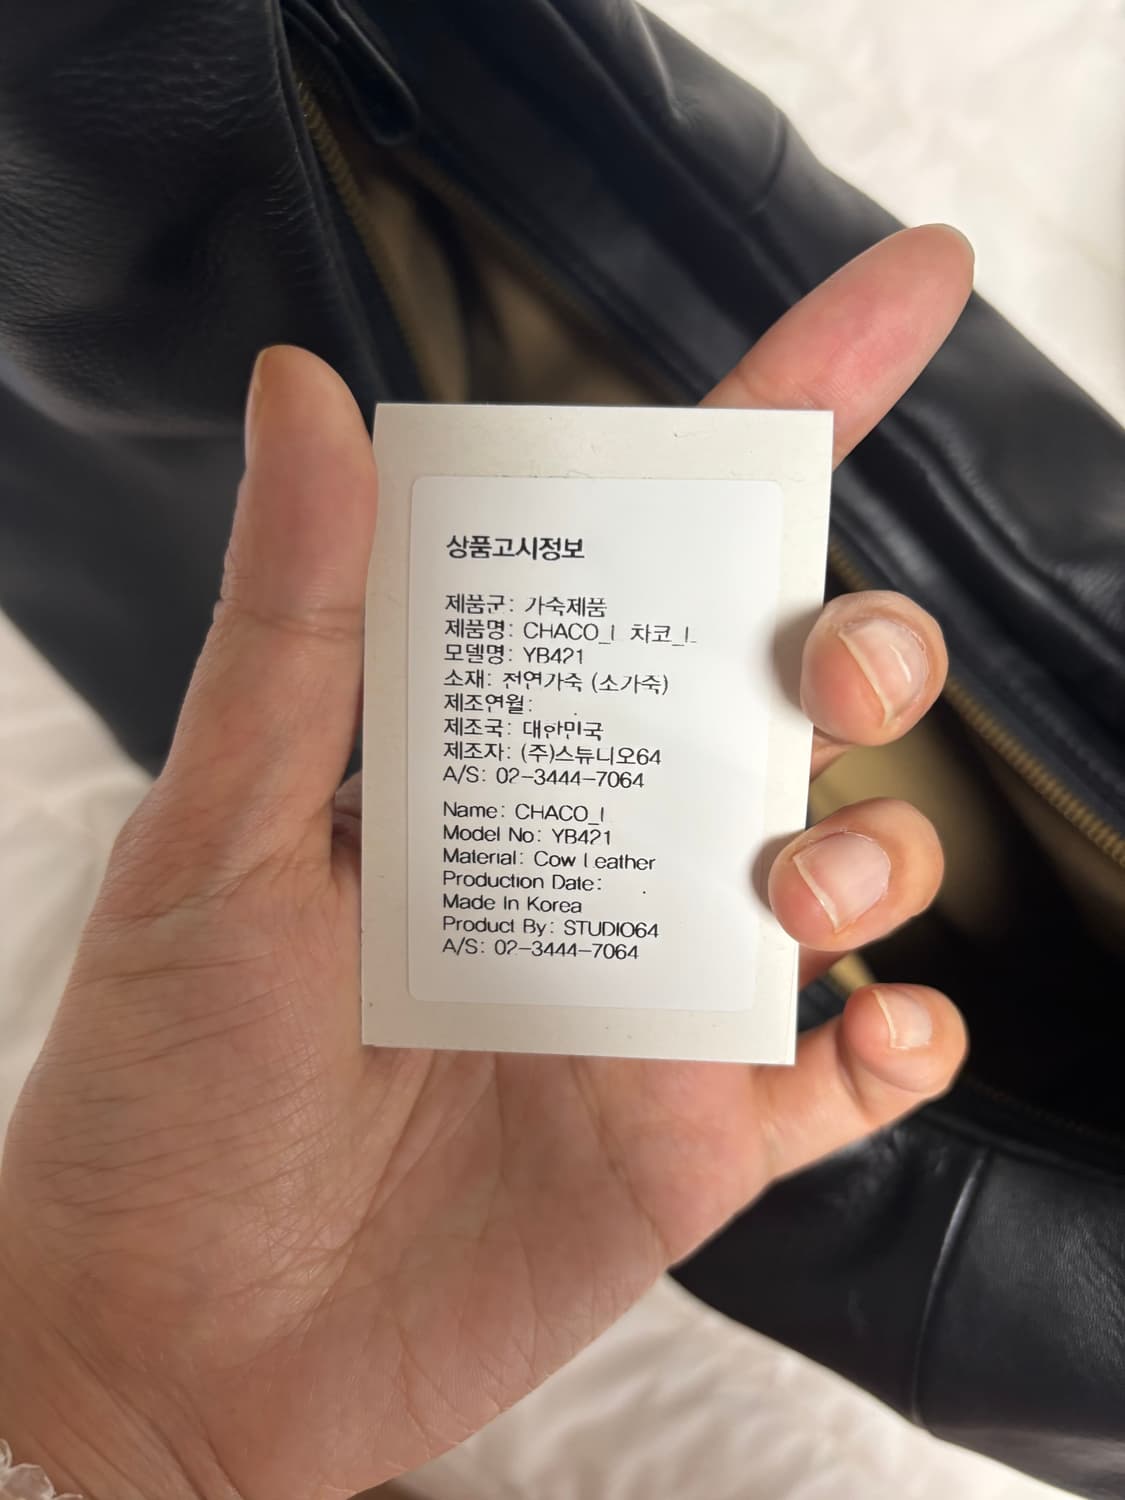 상품고시정보
제품군: 가숙제품
제품명: CHACO_L 차코_L
모델명: YB421
소재: 천연가죽 (소가죽)
제조연월: .
제조국: 대한민국
제조자: (주)스튜디오64
A/S: 02-3444-7064
Name: CHACO_L
Model No: YB421
Material: Cow Leather
Production Date: .
Made In Korea
Product By: STUDIO64
A/S: 02-3444-7064